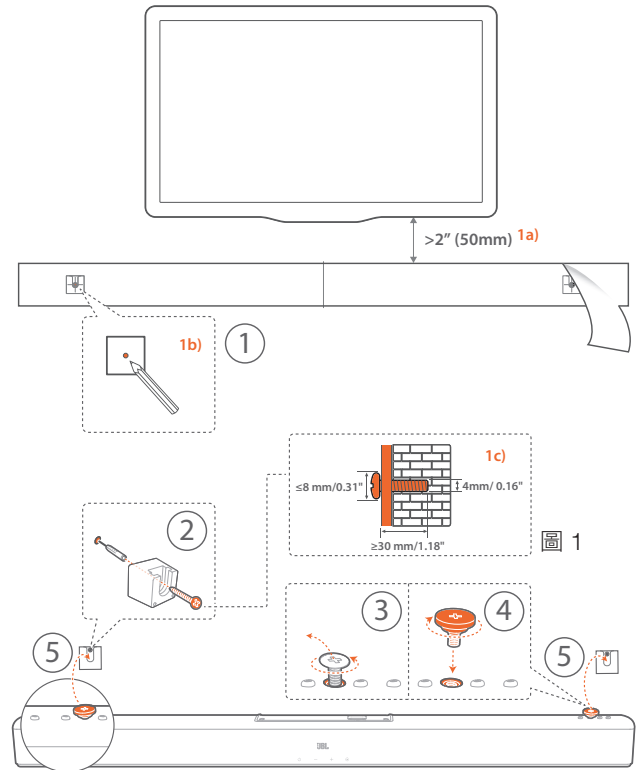 >2” (50mm) 1a)
1b)
1
1c)
≤8 mm/0.31"
4mm/ 0.16"
≥30 mm/1.18"
圖 1
2
3
4
5
5
JBL